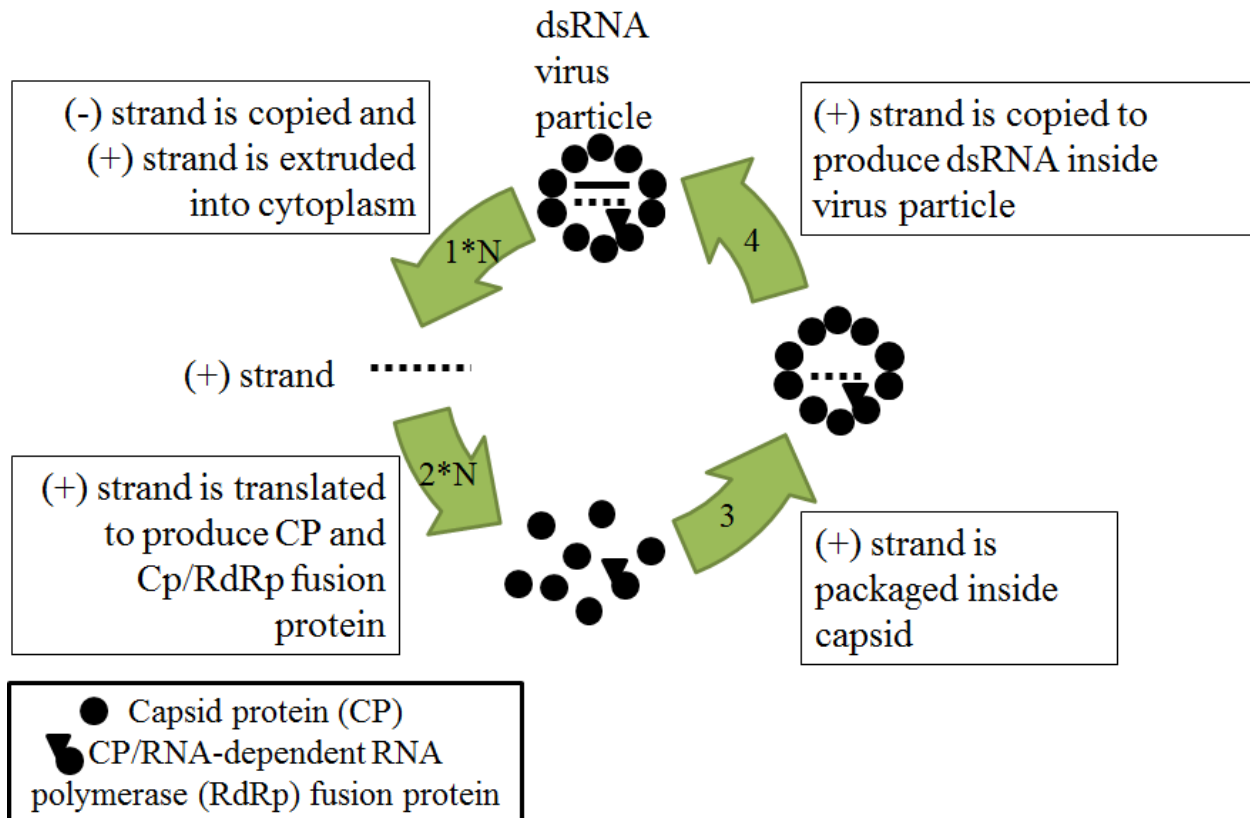 dsRNA
virus
particle
(-) strand is copied and
(+) strand is extruded
into cytoplasm
(+) strand is copied to
produce dsRNA inside
virus particle
1*N
4
(+) strand
2*N
3
(+) strand is translated
to produce CP and
Cp/RdRp fusion
protein
(+) strand is
packaged inside
capsid
Capsid protein (CP)
CP/RNA-dependent RNA
polymerase (RdRp) fusion protein